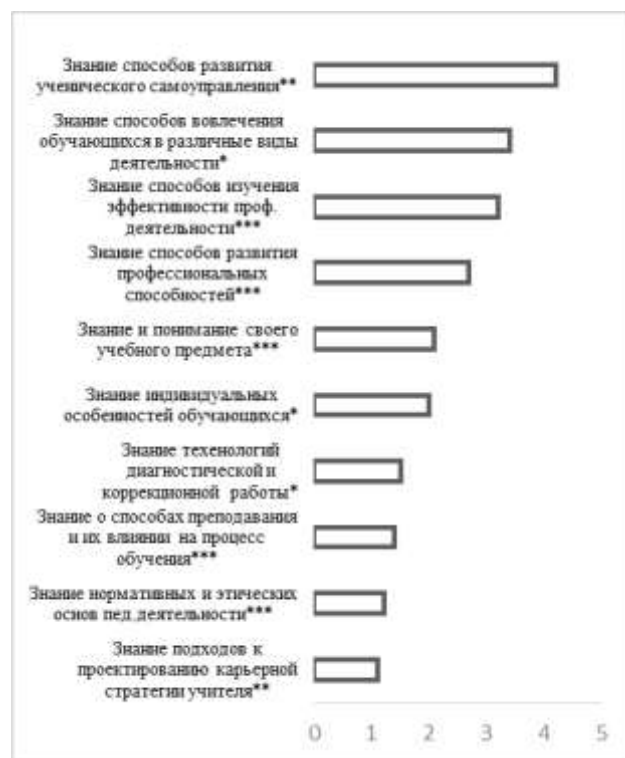 Знание способов развития
ученического самоуправления**
Знание способов вовлечения
обучающихся в различные виды
деятельности*
Знание способов изучения
эффективности проф.
деятельности***
Знание способов развития
профессиональных
способностей***
Знание и понимание своего
учебного предмета***
Знание индивидуальных
особенностей обучающихся*
Знание техенологий
диагностической и
коррекционной работы*
Знание о способах преподавания
и их влиянии на процесс
обучения***
Знание нормативных и этических
основ пед.деятельности***
Знание подходов к
проектированию карьерной
стратегии учителя**
0 1 2 3 4 5